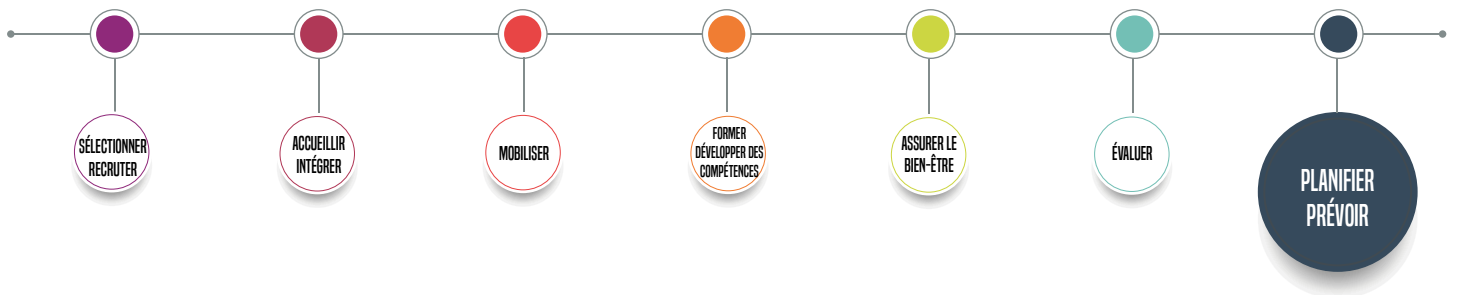 SÉLECTIONNER
RECRUTER
ACCUEILLIR
INTÉGRER
MOBILISER
FORMER
DÉVELOPPER DES
COMPÉTENCES
ASSURER LE
BIEN-ÊTRE
ÉVALUER
PLANIFIER
PRÉVOIR